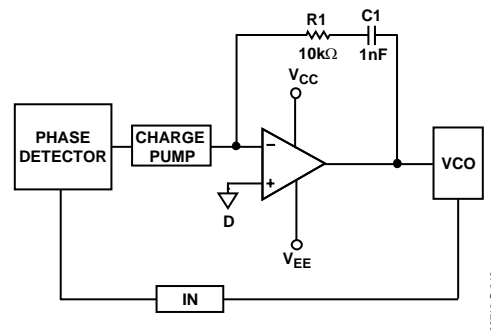 R1
10kΩ
C1
1nF
VCC
PHASE
DETECTOR
CHARGE
PUMP
−
+
D
VEE
VCO
IN